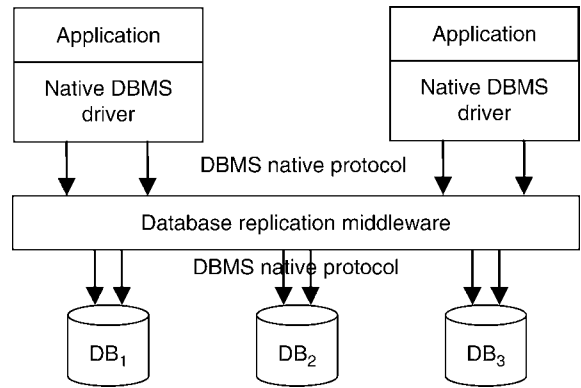 Application
Native DBMS
driver
Application
Native DBMS
driver
DBMS native protocol
Database replication middleware
DBMS native protocol
DB1
DB2
DB3